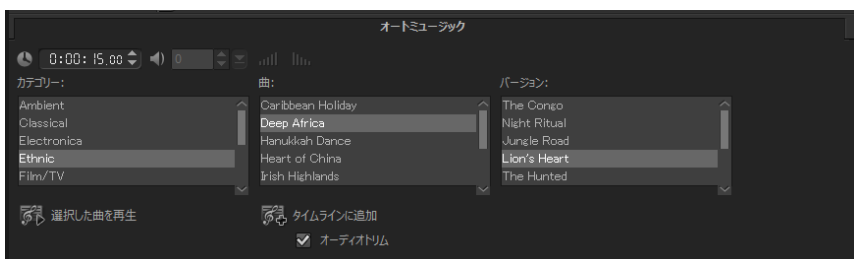 オートミュージック
0:00:15.00 0
カテゴリー: 曲: バージョン:
Ambient Caribbean Holiday The Congo
Classical Deep Africa Night Ritual
Electronica Hanukkah Dance Jungle Road
Ethnic Heart of China Lion's Heart
Film/TV Irish Highlands The Hunted
選択した曲を再生 タイムラインに追加
オーディオトリム